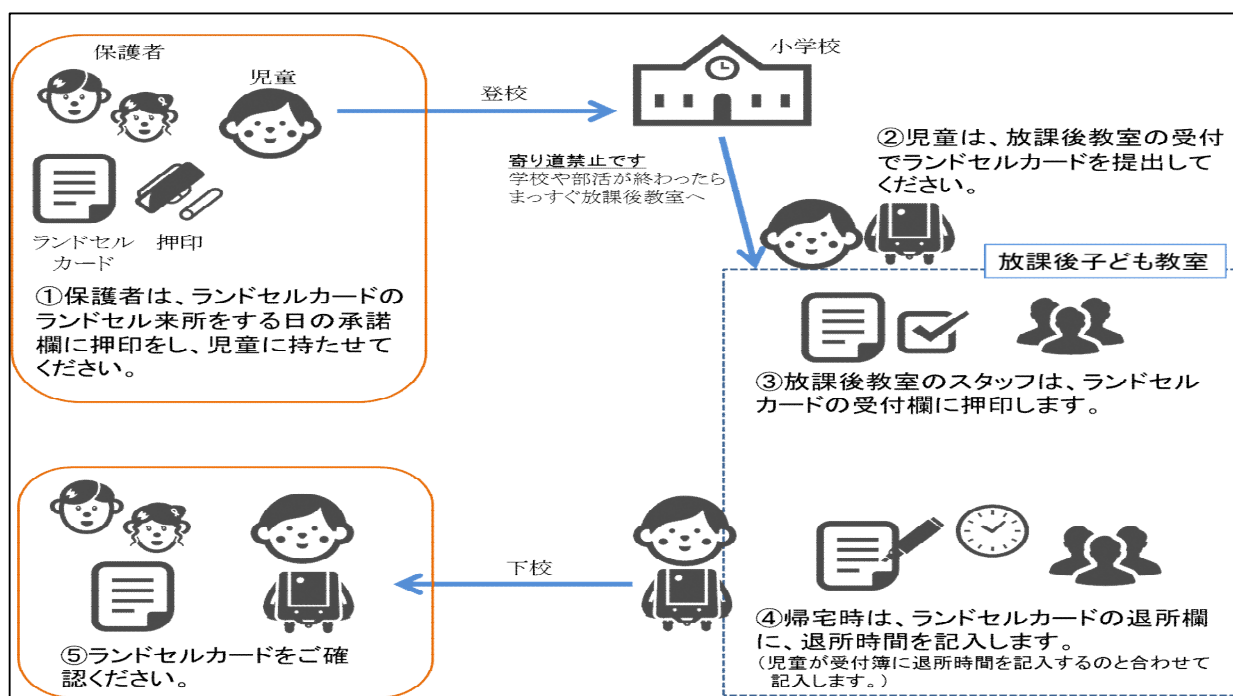 保護者
児童
ランドセル
カード
押印
①保護者は、ランドセルカードの
ランドセル来所をする日の承諾
欄に押印をし、児童に持たせて
ください。
登校
小学校
寄り道禁止です
学校や部活が終わったら
まっすぐ放課後教室へ
②児童は、放課後教室の受付
でランドセルカードを提出して
ください。
放課後子ども教室
③放課後教室のスタッフは、ランドセル
カードの受付欄に押印します。
④帰宅時は、ランドセルカードの退所欄
に、退所時間を記入します。
（児童が受付簿に退所時間を記入するのと合わせて
記入します。）
下校
⑤ランドセルカードをご確
認ください。